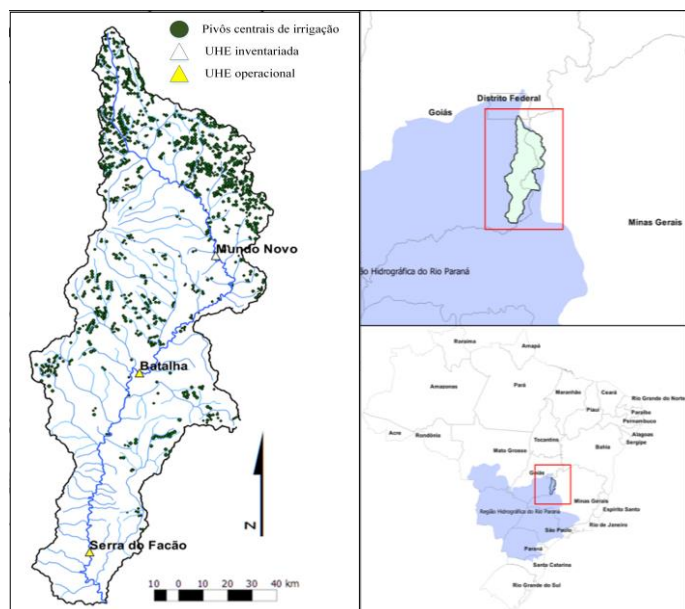 Pivôs centrais de irrigação
UHE inventariada
UHE operacional
Mundo Novo
Batalha
Serra do Facão
N
10 0 10 20 30 40 km
Distrito Federal
Goiás
Minas Gerais
ão Hidrográfica do Rio Paraná
Roraima
Amapá
Amazonas
Pará
Maranhão
Ceará
Rio Grande do Norte
Piauí
Paraíba
Pernambuco
Acre
Rondônia
Tocantins
Alagoas
Sergipe
Bahia
Mato Grosso
Goiás
Minas Gerais
Região Hidrográfica do Rio Paraná
Espírito Santo
São Paulo
Rio de Janeiro
Paraná
Santa Catarina
Rio Grande do Sul